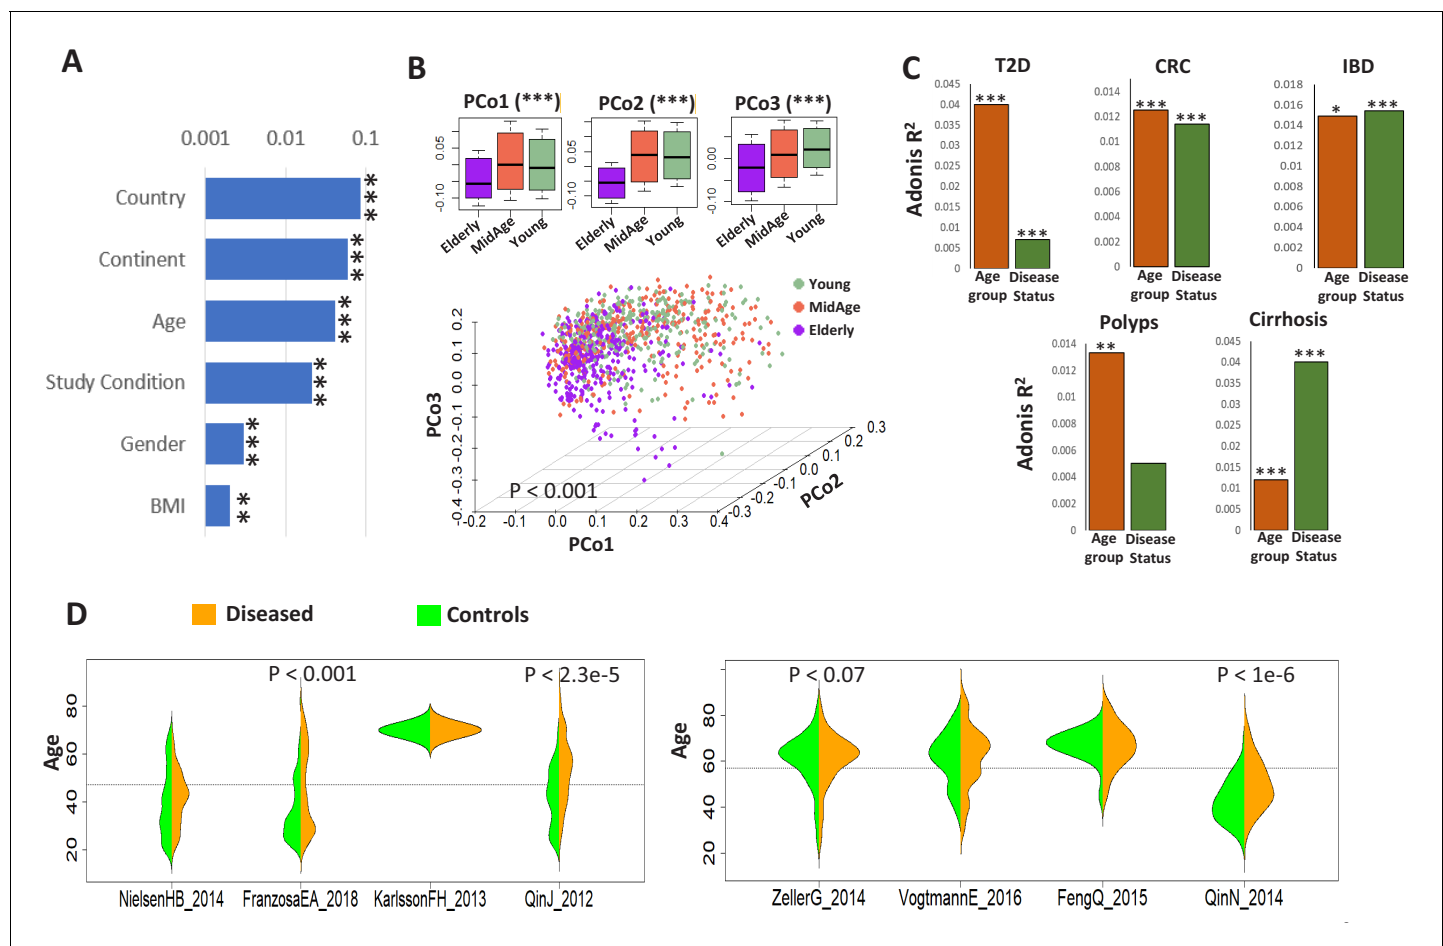 A
0.001 0.01 0.1
Country ***
Continent ***
Age ***
Study Condition ***
Gender ***
BMI **
B
PCo1 (***) PCo2 (***) PCo3 (***)
0.05 0.05 0.00
-0.10 -0.10 -0.10
Elderly MidAge Young Elderly MidAge Young Elderly MidAge Young
Young
MidAge
Elderly
PCo3
0.2
0.1
0.0
-0.1
-0.2
-0.3
-0.4
P < 0.001
-0.2 -0.1 0.0 0.1 0.2 0.3 0.4
PCo1
-0.3 -0.2 -0.1 0.0 0.1 0.2 0.3
PCo2
C
T2D CRC IBD
Adonis R2
0.045
0.04
0.035
0.03
0.025
0.02
0.015
0.01
0.005
0
*** ***
Age group Disease Status
0.014
0.012
0.01
0.008
0.006
0.004
0.002
0
*** ***
Age group Disease Status
0.018
0.016
0.014
0.012
0.01
0.008
0.006
0.004
0.002
0
* ***
Age group Disease Status
Polyps Cirrhosis
Adonis R2
0.014
0.013
0.01
0.006
0.004
0.002
0
**
Age group Disease Status
0.045
0.04
0.035
0.03
0.04
0.02
0.015
0.01
0.005
0
*** ***
Age group Disease Status
D
Diseased Controls
Age
80
60
40
20
P < 0.001 P < 2.3e-5
NielsenHB_2014 FranzosaEA_2018 KarlssonFH_2013 QinJ_2012
Age
80
60
40
20
P < 0.07 P < 1e-6
ZellerG_2014 VogtmannE_2016 FengQ_2015 QinN_2014